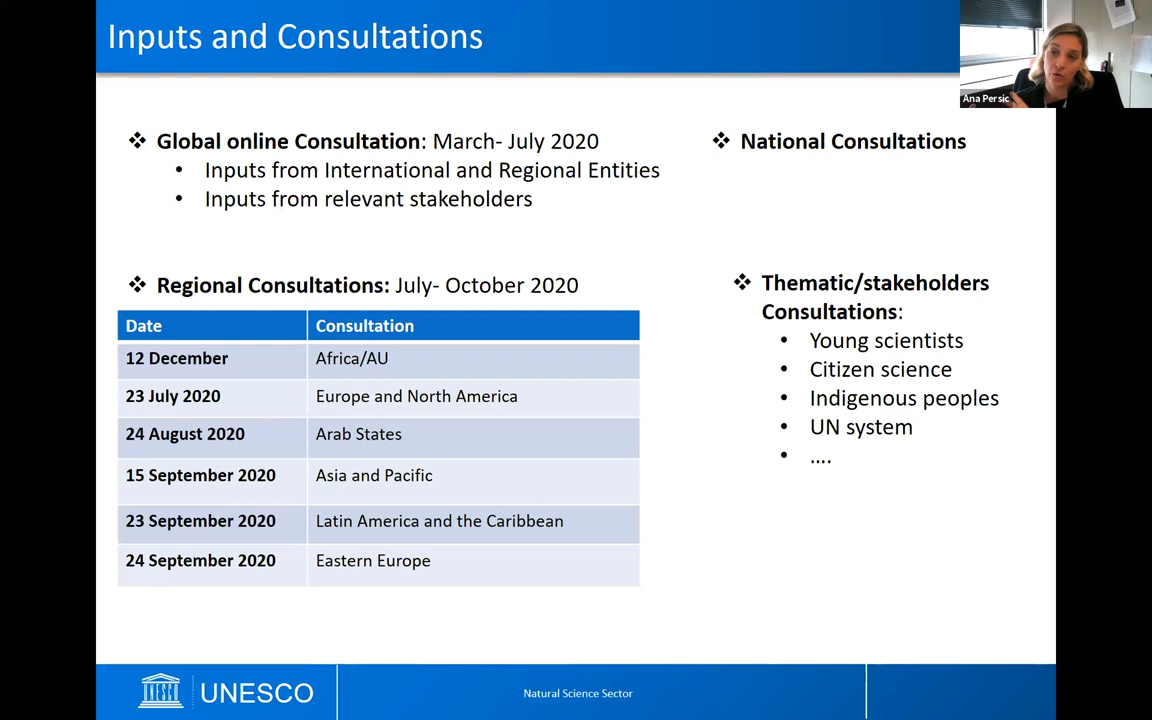 Inputs and Consultations
Ana Persic
❖ Global online Consultation: March- July 2020
• Inputs from International and Regional Entities
• Inputs from relevant stakeholders
❖ National Consultations
❖ Regional Consultations: July- October 2020
Date Consultation
12 December Africa/AU
23 July 2020 Europe and North America
24 August 2020 Arab States
15 September 2020 Asia and Pacific
23 September 2020 Latin America and the Caribbean
24 September 2020 Eastern Europe
❖ Thematic/stakeholders
Consultations:
• Young scientists
• Citizen science
• Indigenous peoples
• UN system
• ....
UNESCO
UNESCO
Natural Science Sector